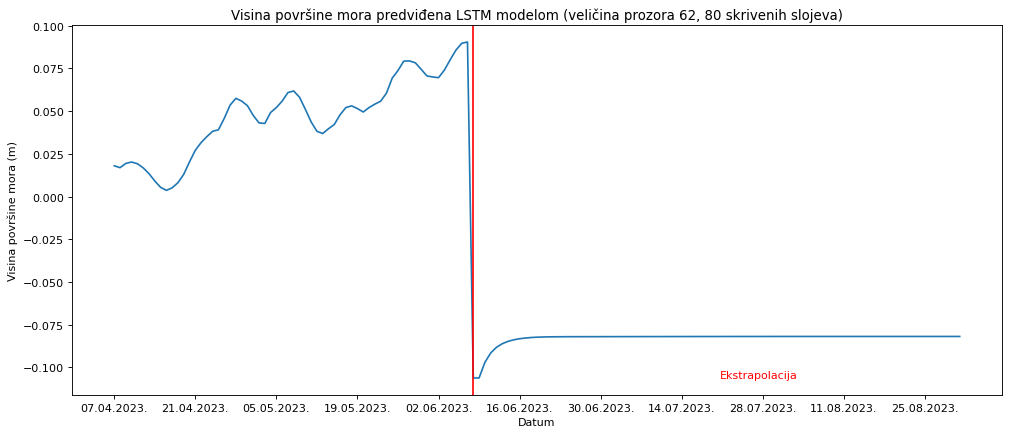 Visina površine mora predviđena LSTM modelom (veličina prozora 62, 80 skrivenih slojeva)
Visina površine mora (m)
0.100
0.075
0.050
0.025
0.000
−0.025
−0.050
−0.075
−0.100
Ekstrapolacija
07.04.2023. 21.04.2023. 05.05.2023. 19.05.2023. 02.06.2023. 16.06.2023. 30.06.2023. 14.07.2023. 28.07.2023. 11.08.2023. 25.08.2023.
Datum